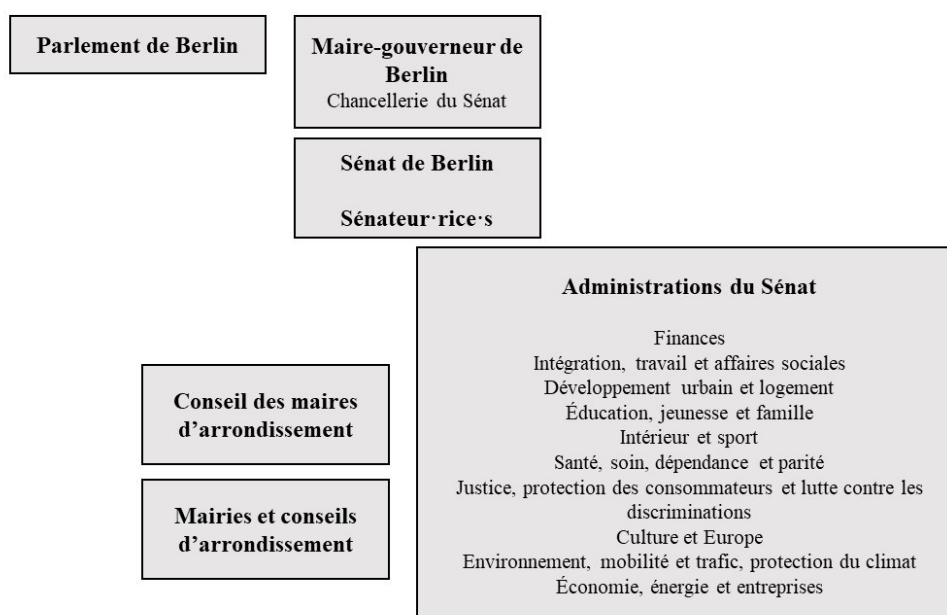 Parlement de Berlin
Maire-gouverneur de
Berlin
Chancellerie du Sénat
Sénat de Berlin
Sénateur·rice·s
Administrations du Sénat
Finances
Intégration, travail et affaires sociales
Développement urbain et logement
Éducation, jeunesse et famille
Intérieur et sport
Santé, soin, dépendance et parité
Justice, protection des consommateurs et lutte contre les
discriminations
Culture et Europe
Environnement, mobilité et trafic, protection du climat
Économie, énergie et entreprises
Conseil des maires
d’arrondissement
Mairies et conseils
d’arrondissement